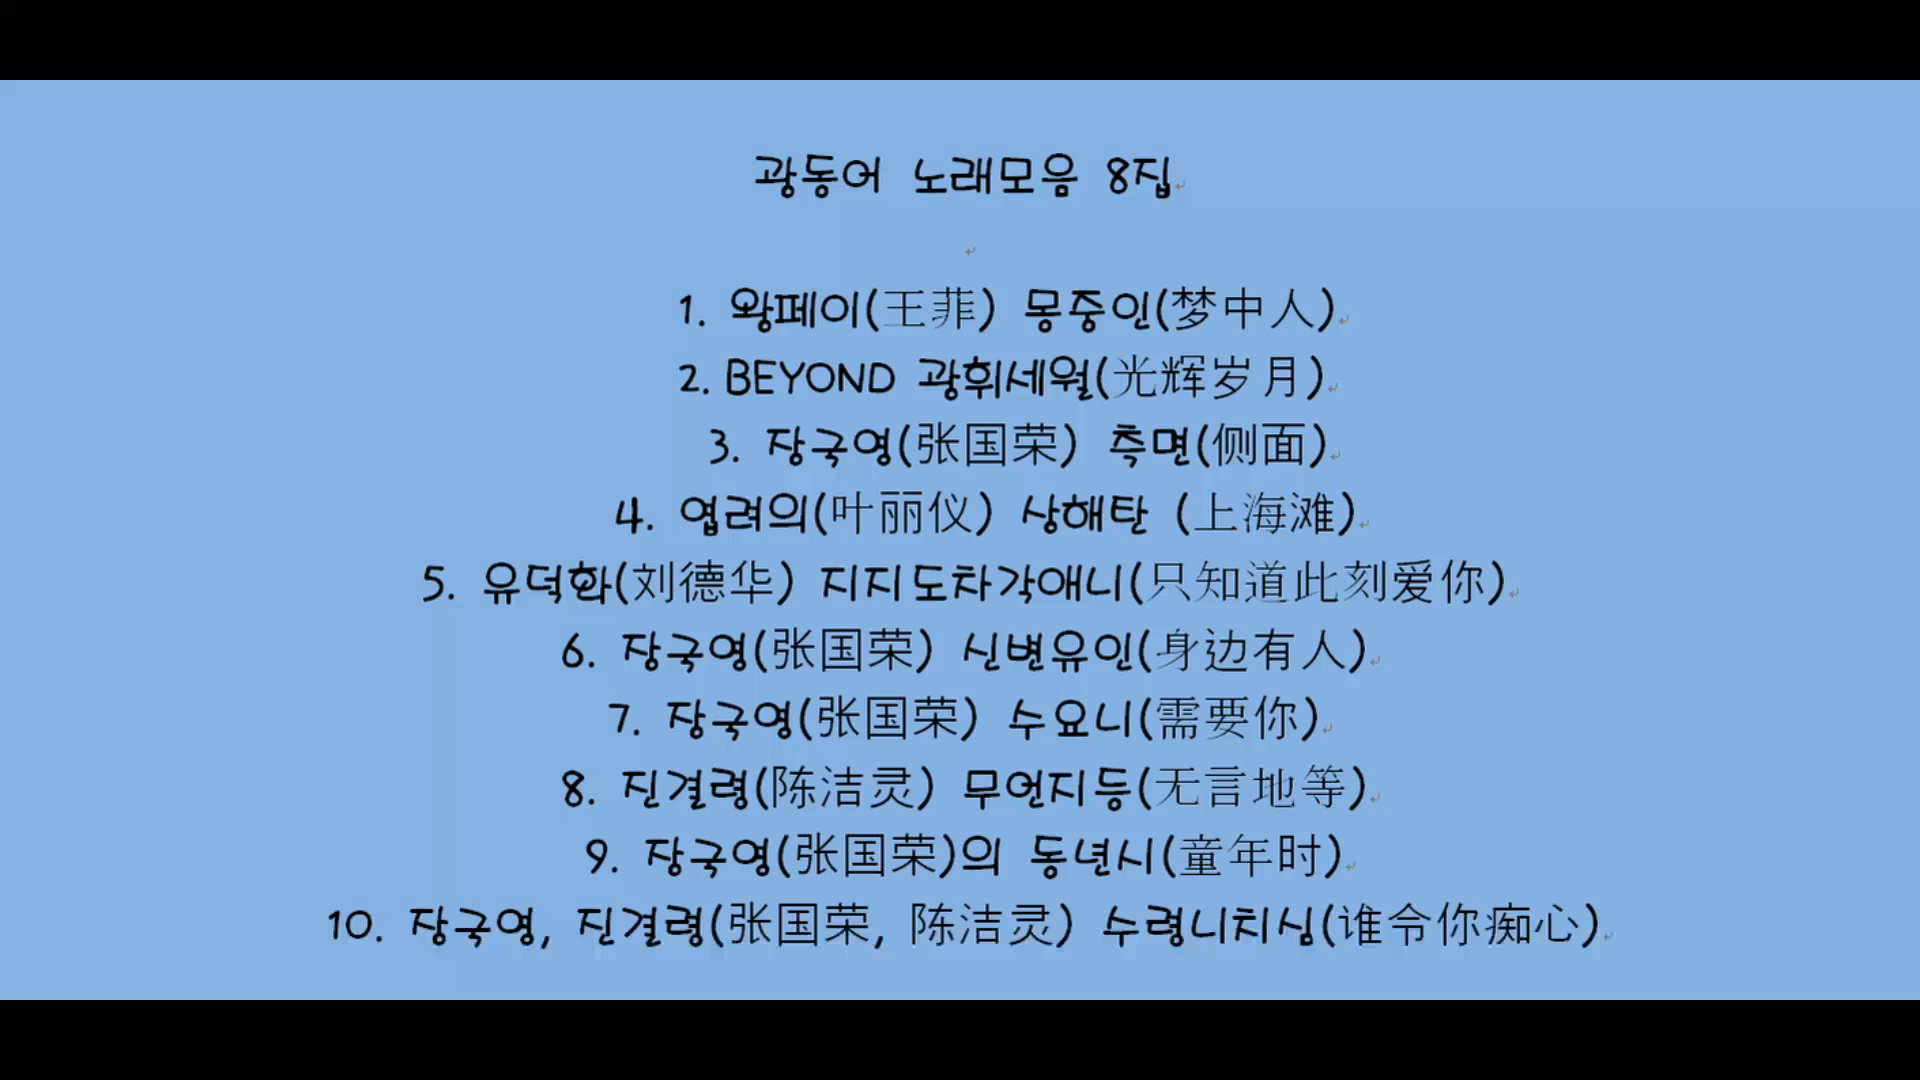 광동어 노래모음 8집
1. 왕페이(王菲) 몽중인(梦中人)
2. BEYOND 광휘세월(光辉岁月)
3. 장국영(张国荣) 측면(侧面)
4. 엽려의(叶丽仪) 상해탄 (上海滩)
5. 유덕화(刘德华) 지지도차각애니(只知道此刻爱你)
6. 장국영(张国荣) 신변유인(身边有人)
7. 장국영(张国荣) 수요니(需要你)
8. 진결령(陈洁灵) 무언지등(无言地等)
9. 장국영(张国荣)의 동년시(童年时)
10. 장국영, 진결령(张国荣, 陈洁灵) 수령니치심(谁令你痴心)